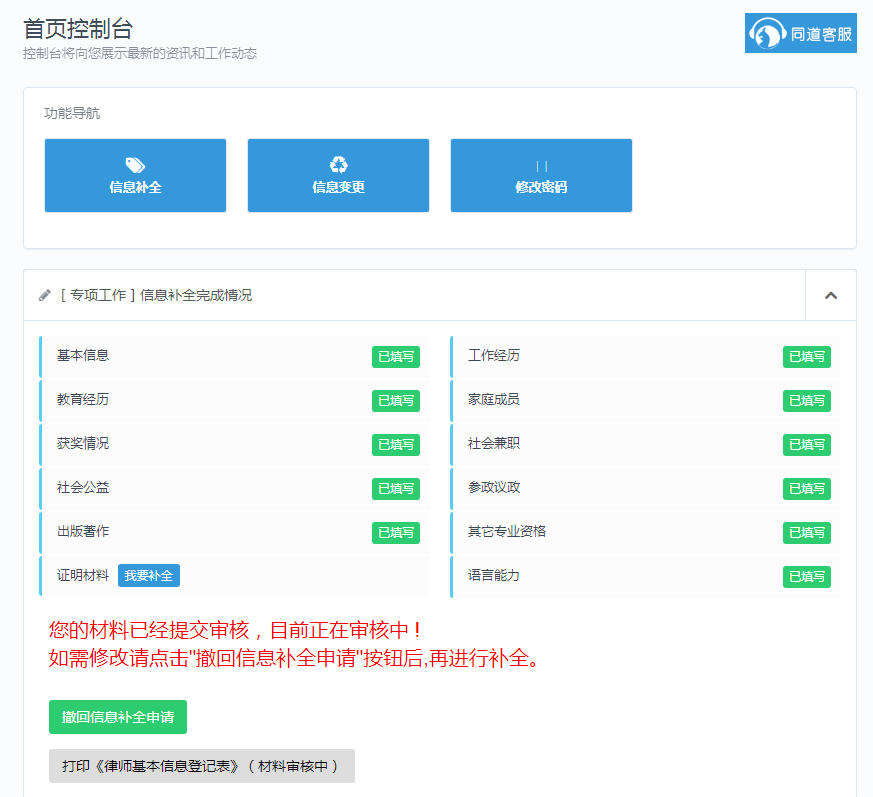 首页控制台
控制台将向您展示最新的资讯和工作动态
同道客服
功能导航
信息补全
信息变更
修改密码
[ 专项工作 ] 信息补全完成情况
基本信息 已填写
工作经历 已填写
教育经历 已填写
家庭成员 已填写
获奖情况 已填写
社会兼职 已填写
社会公益 已填写
参政议政 已填写
出版著作 已填写
其它专业资格 已填写
证明材料 我要补全
语言能力 已填写
您的材料已经提交审核，目前正在审核中！
如需修改请点击"撤回信息补全申请"按钮后,再进行补全。
撤回信息补全申请
打印《律师基本信息登记表》（材料审核中）